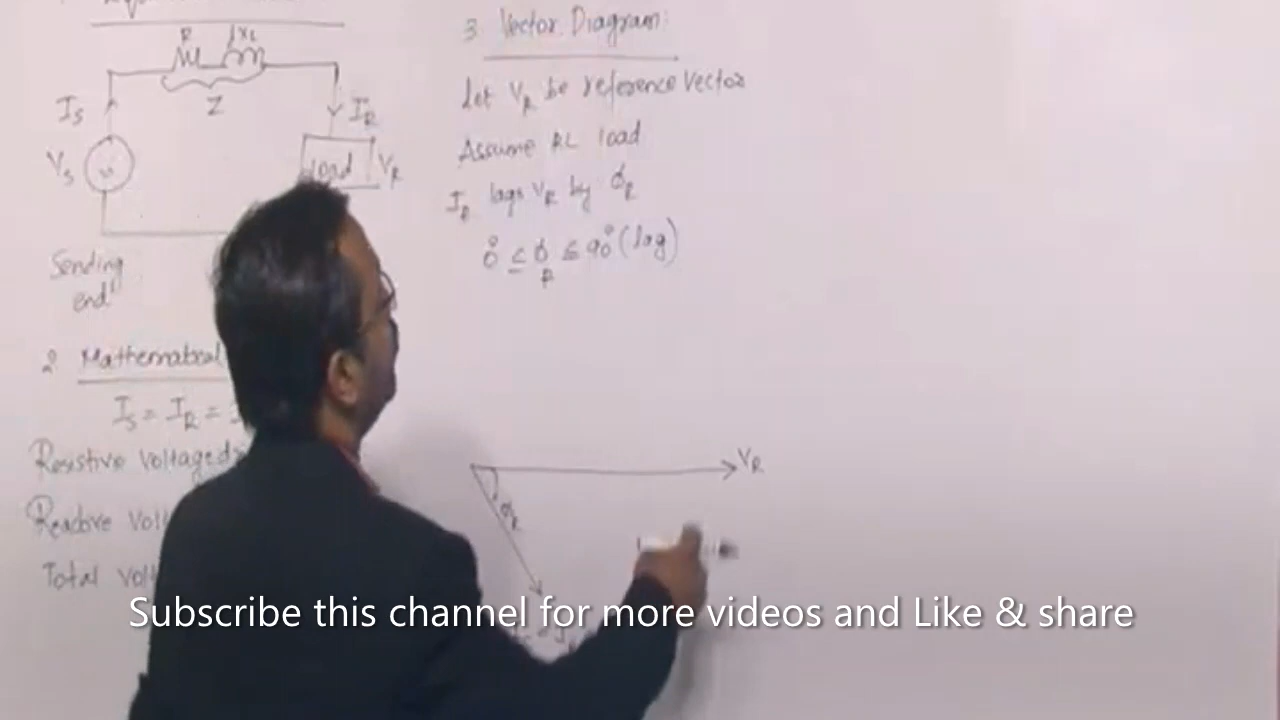 R jXL
Z
IS
IR
VS
load VR
Sending
end
2. Mathematical
IS = IR =
Resistive voltage
Reactive
Total
3. Vector Diagram:
Let VR be reference Vector
Assume RL load
IR lags VR by ϕR
0° ≤ ϕR ≤ 90° (lag)
VR
ϕR
Subscribe this channel for more videos and Like & share